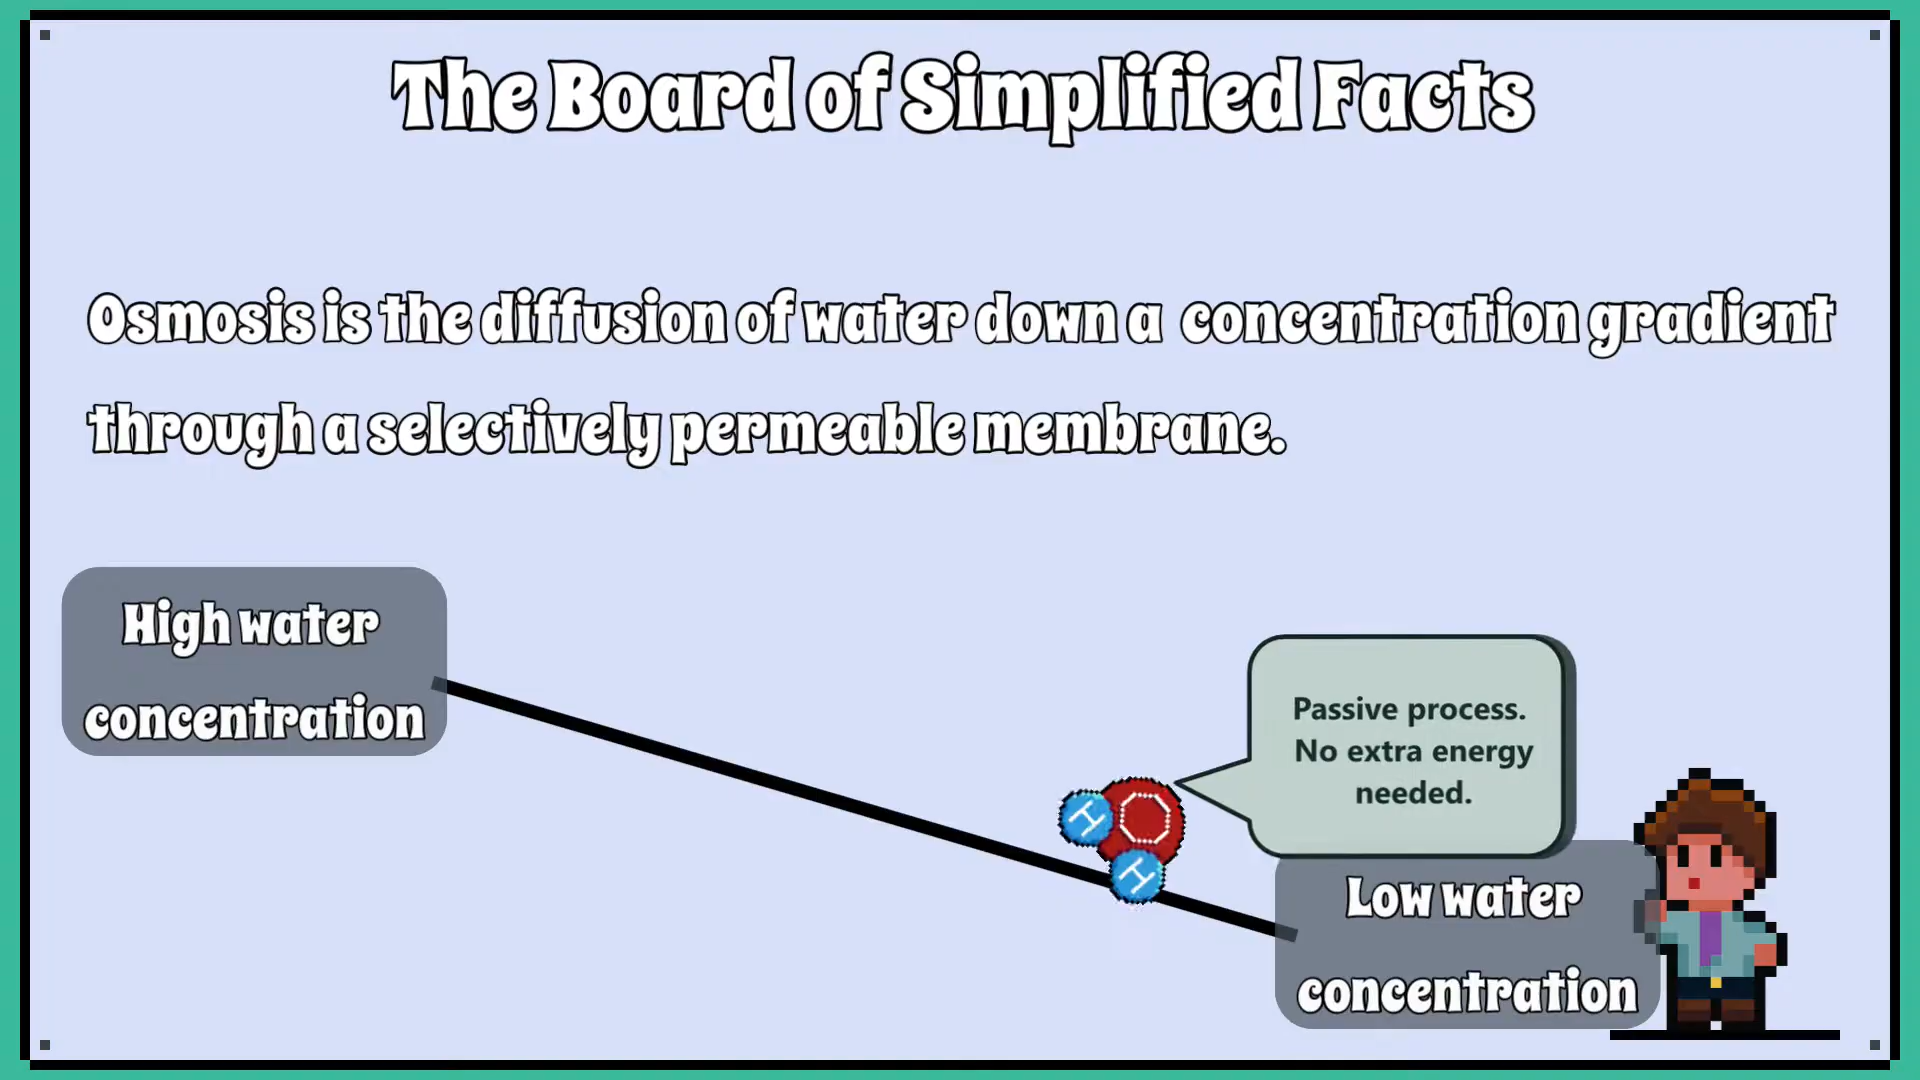 The Board of Simplified Facts
Osmosis is the diffusion of water down a concentration gradient
through a selectively permeable membrane.
High water
concentration
Passive process.
No extra energy
needed.
H
O
H
Low water
concentration